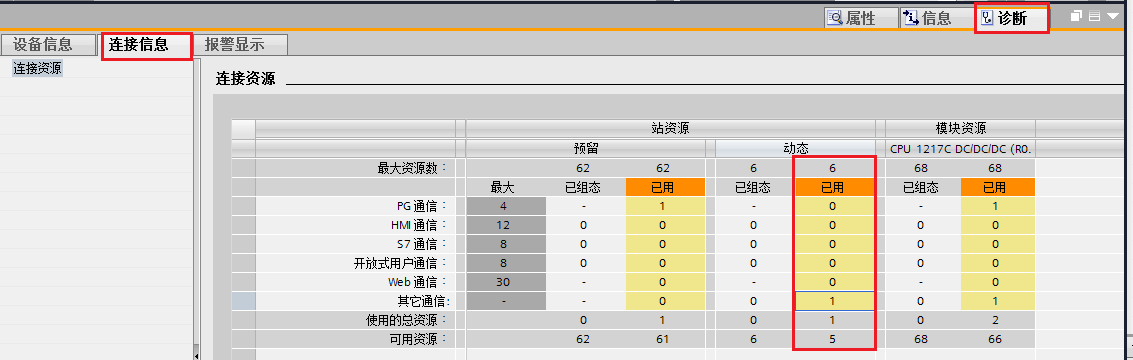 属性 信息 诊断
设备信息 连接信息 报警显示
连接资源
连接资源
站资源 模块资源
预留 动态 CPU 1217C DC/DC/DC (R0.
最大资源数： 62 62 6 6 68 68
最大 已组态 已用 已组态 已用 已组态 已用
PG 通信： 4 - 1 - 0 - 1
HMI 通信： 12 0 0 0 0 0 0
S7 通信： 8 0 0 0 0 0 0
开放式用户通信： 8 0 0 0 0 0 0
Web 通信： 30 - 0 - 0 - 0
其它通信: - - 0 0 1 0 1
使用的总资源： 0 1 0 1 0 2
可用资源： 62 61 6 5 68 66